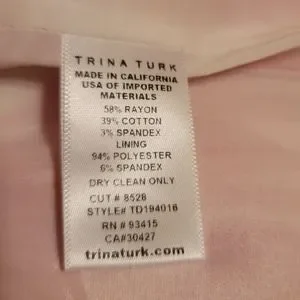 TRINA TURK
MADE IN CALIFORNIA
USA OF IMPORTED
MATERIALS
58% RAYON
39% COTTON
3% SPANDEX
LINING
94% POLYESTER
6% SPANDEX
DRY CLEAN ONLY
CUT # 8528
STYLE# TD194016
RN # 93415
CA#30427
trinaturk.com